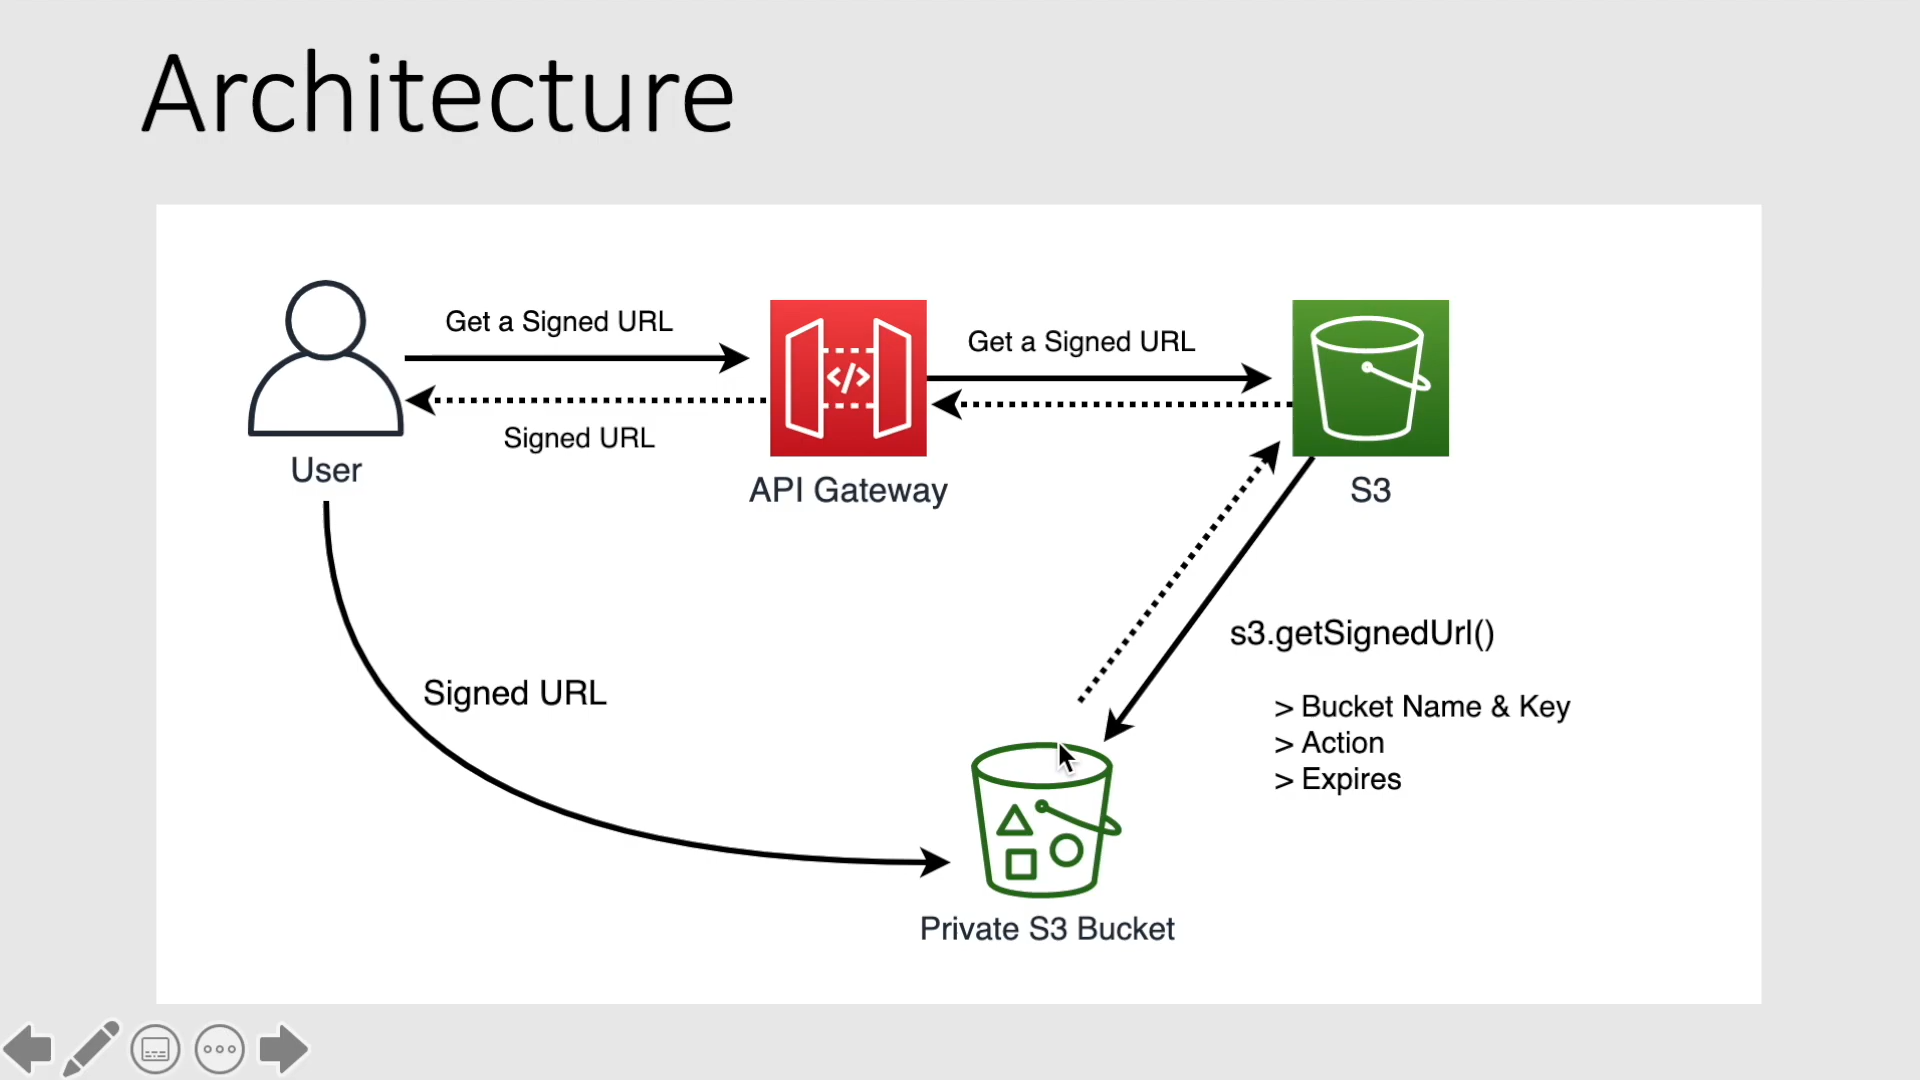 Architecture
Get a Signed URL
Get a Signed URL
</>
Signed URL
User
API Gateway
S3
s3.getSignedUrl()
Signed URL
> Bucket Name & Key
> Action
> Expires
Private S3 Bucket